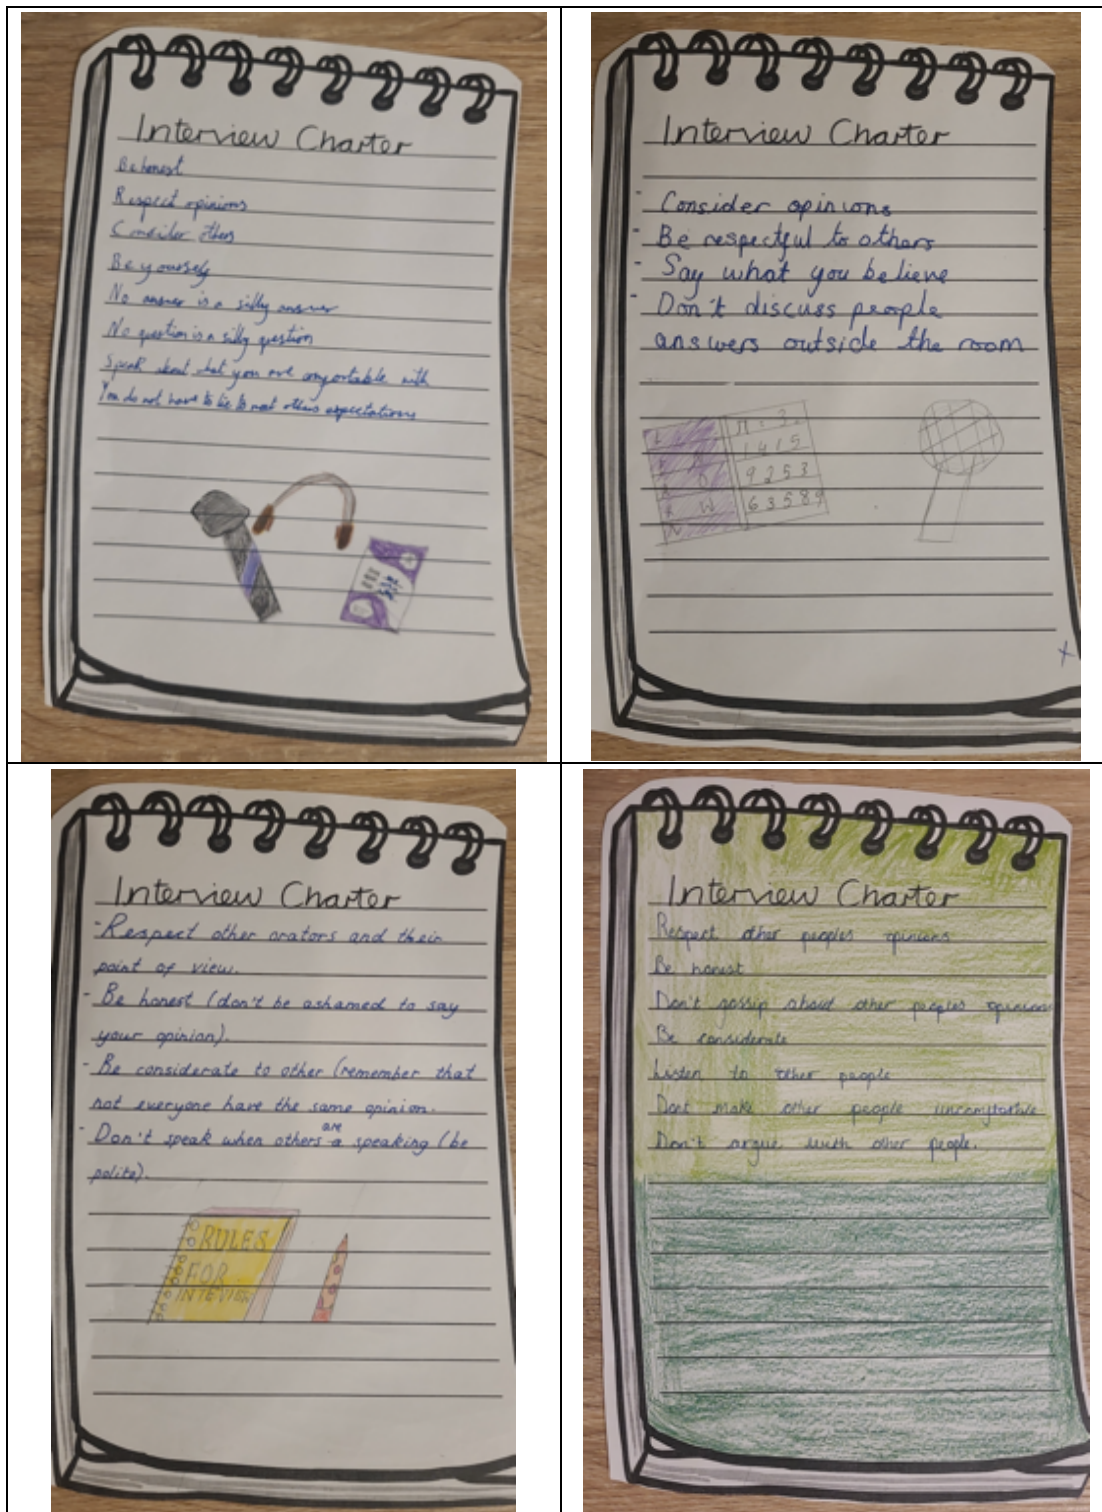 Interview Charter
Be honest
Respect opinions
Consider others
Be yourself
No answer is a silly answer
No question is a silly question
Speak about what you are comfortable with
You do not have to lie to meet others expectations
Interview Charter
- Consider opinions
- Be respectful to others
- Say what you believe
- Don't discuss people
answers outside the room
π = 3.
1415
9253
63589
Interview Charter
- Respect other orators and their
point of view.
- Be honest (don't be ashamed to say
your opinion).
- Be considerate to other (remember that
not everyone have the same opinion.
- Don't speak when others are speaking (be
polite).
RULES
FOR
INTEVIEW
Interview Charter
Respect other peoples opinions
Be honest
Don't gossip about other peoples opinions
Be considerate
Listen to other people
Dont make other people uncomfortable
Don't argue with other people.